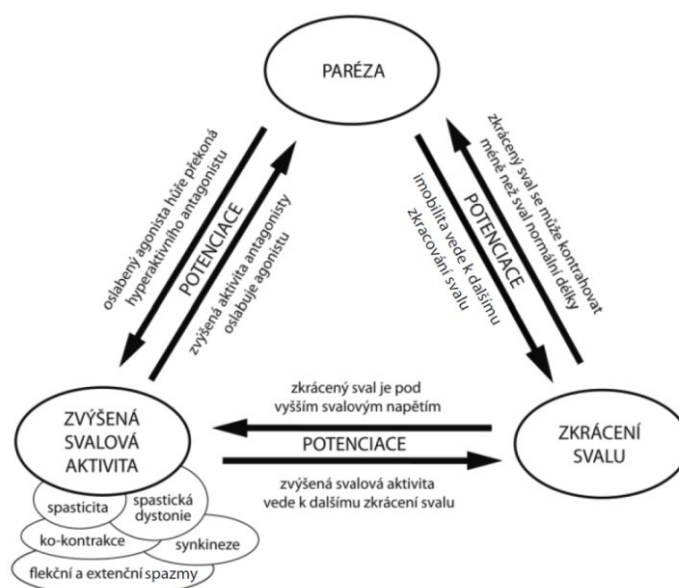 PARÉZA
oslabený agonista hůře překoná
hyperaktivního antagonistu
POTENCIACE
zvýšená aktivita antagonisty
oslabuje agonistu
zkrácený sval se může kontrahovat
méně než sval normální délky
POTENCIACE
imobilita vede k dalšímu
zkracování svalu
ZVÝŠENÁ
SVALOVÁ
AKTIVITA
zkrácený sval je pod
vyšším svalovým napětím
POTENCIACE
zvýšená svalová aktivita
vede k dalšímu zkrácení svalu
ZKRÁCENÍ
SVALU
spasticita
spastická
dystonie
ko-kontrakce
synkineze
flekční a extenční spazmy